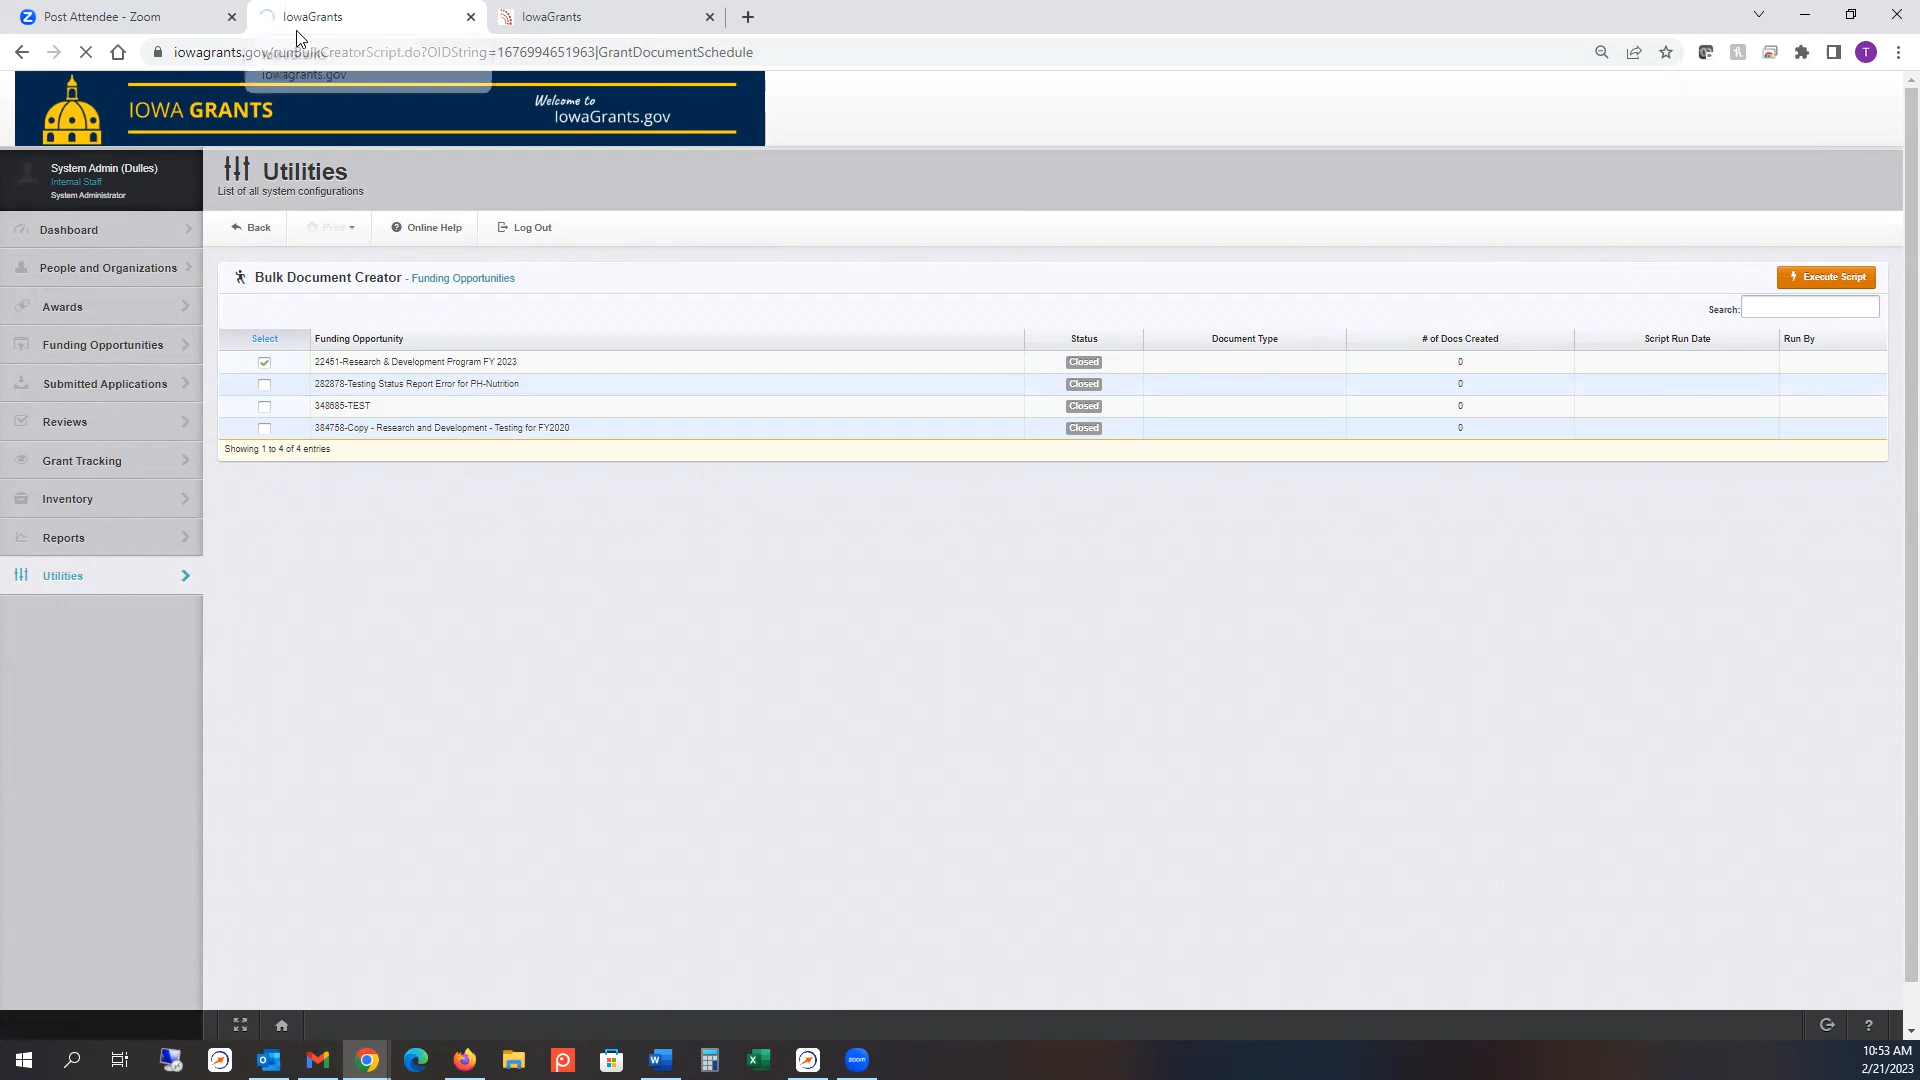 Post Attendee - Zoom
IowaGrants
IowaGrants
iowagrants.gov/runBulkCreatorScript.do?OIDString=1676994651963|GrantDocumentSchedule
iowagrants.gov
IOWA GRANTS
Welcome to
IowaGrants.gov
System Admin (Dulles)
Internal Staff
System Administrator
Utilities
List of all system configurations
Dashboard
Back
Print
Online Help
Log Out
People and Organizations
Bulk Document Creator - Funding Opportunities
Execute Script
Awards
Search:
Funding Opportunities
Select
Funding Opportunity
Status
Document Type
# of Docs Created
Script Run Date
Run By
22451-Research & Development Program FY 2023
Closed
0
Submitted Applications
282878-Testing Status Report Error for PH-Nutrition
Closed
0
348685-TEST
Closed
0
Reviews
384758-Copy - Research and Development - Testing for FY2020
Closed
0
Showing 1 to 4 of 4 entries
Grant Tracking
Inventory
Reports
Utilities
10:53 AM
2/21/2023